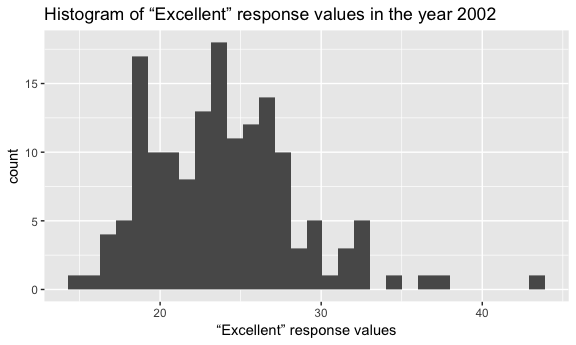 Histogram of “Excellent” response values in the year 2002
count
15
10
5
0
20 30 40
“Excellent” response values